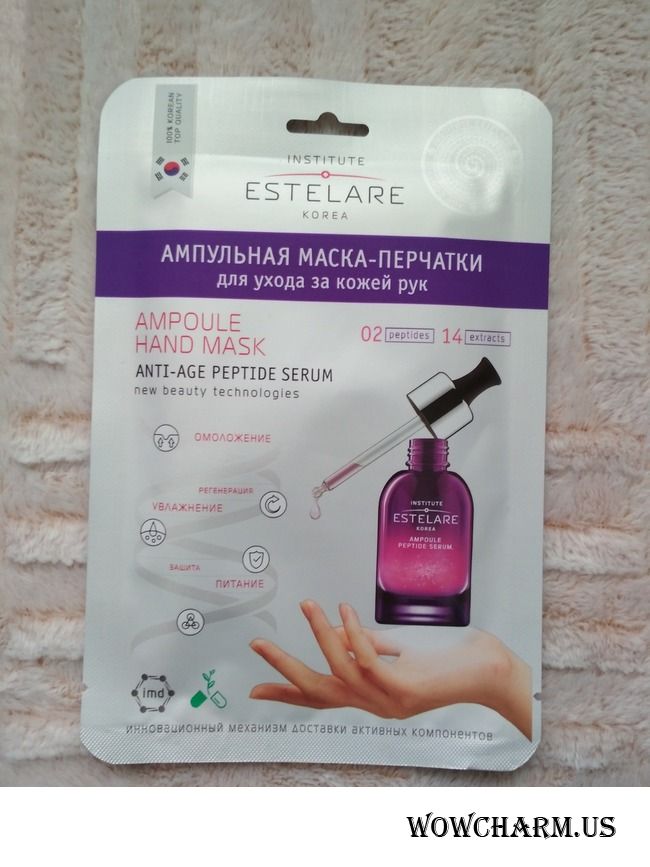 100% KOREAN
TOP QUALITY
INSTITUTE
ESTELARE
KOREA
АМПУЛЬНАЯ МАСКА-ПЕРЧАТКИ
для ухода за кожей рук
AMPOULE
HAND MASK
02 peptides 14 extracts
ANTI-AGE PEPTIDE SERUM
new beauty technologies
ОМОЛОЖЕНИЕ
РЕГЕНЕРАЦИЯ
УВЛАЖНЕНИЕ
ЗАЩИТА
ПИТАНИЕ
INSTITUTE
ESTELARE
KOREA
AMPOULE
PEPTIDE SERUM
imd
ИННОВАЦИОННЫЙ МЕХАНИЗМ ДОСТАВКИ АКТИВНЫХ КОМПОНЕНТОВ
WOWCHARM.US